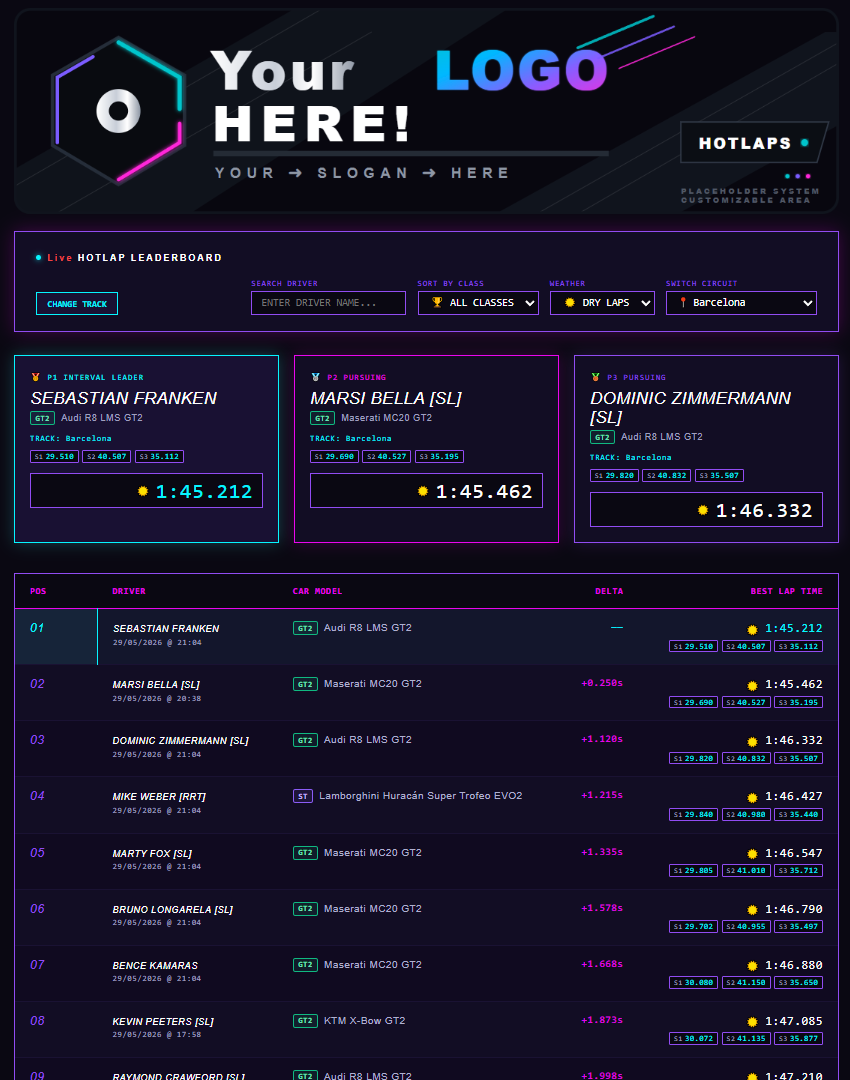 Your LOGO
HERE!
YOUR ➜ SLOGAN ➜ HERE
HOTLAPS
PLACEHOLDER SYSTEM
CUSTOMIZABLE AREA
Live HOTLAP LEADERBOARD
CHANGE TRACK
SEARCH DRIVER
ENTER DRIVER NAME...
SORT BY CLASS
🏆 ALL CLASSES
WEATHER
DRY LAPS
SWITCH CIRCUIT
📍 Barcelona
🥇 P1 INTERVAL LEADER
SEBASTIAN FRANKEN
GT2 Audi R8 LMS GT2
TRACK: Barcelona
S1 29.510 S2 40.507 S3 35.112
1:45.212
🥈 P2 PURSUING
MARSI BELLA [SL]
GT2 Maserati MC20 GT2
TRACK: Barcelona
S1 29.690 S2 40.527 S3 35.195
1:45.462
🥉 P3 PURSUING
DOMINIC ZIMMERMANN
[SL]
GT2 Audi R8 LMS GT2
TRACK: Barcelona
S1 29.820 S2 40.832 S3 35.507
1:46.332
POS DRIVER CAR MODEL DELTA BEST LAP TIME
01 SEBASTIAN FRANKEN GT2 Audi R8 LMS GT2 –– 1:45.212
29/05/2026 @ 21:04 S1 29.510 S2 40.507 S3 35.112
02 MARSI BELLA [SL] GT2 Maserati MC20 GT2 +0.250s 1:45.462
29/05/2026 @ 20:38 S1 29.690 S2 40.527 S3 35.195
03 DOMINIC ZIMMERMANN [SL] GT2 Audi R8 LMS GT2 +1.120s 1:46.332
29/05/2026 @ 21:04 S1 29.820 S2 40.832 S3 35.507
04 MIKE WEBER [RRT] ST Lamborghini Huracán Super Trofeo EVO2 +1.215s 1:46.427
29/05/2026 @ 21:04 S1 29.840 S2 40.980 S3 35.440
05 MARTY FOX [SL] GT2 Maserati MC20 GT2 +1.335s 1:46.547
29/05/2026 @ 21:04 S1 29.805 S2 41.010 S3 35.712
06 BRUNO LONGARELA [SL] GT2 Maserati MC20 GT2 +1.578s 1:46.790
29/05/2026 @ 21:04 S1 29.702 S2 40.955 S3 35.497
07 BENCE KAMARAS GT2 Maserati MC20 GT2 +1.668s 1:46.880
29/05/2026 @ 21:04 S1 30.080 S2 41.150 S3 35.650
08 KEVIN PEETERS [SL] GT2 KTM X-Bow GT2 +1.873s 1:47.085
29/05/2026 @ 17:58 S1 30.072 S2 41.135 S3 35.877
09 RAYMOND CRAWFORD [SL] GT2 Audi R8 LMS GT2 +1.998s 1:47.210